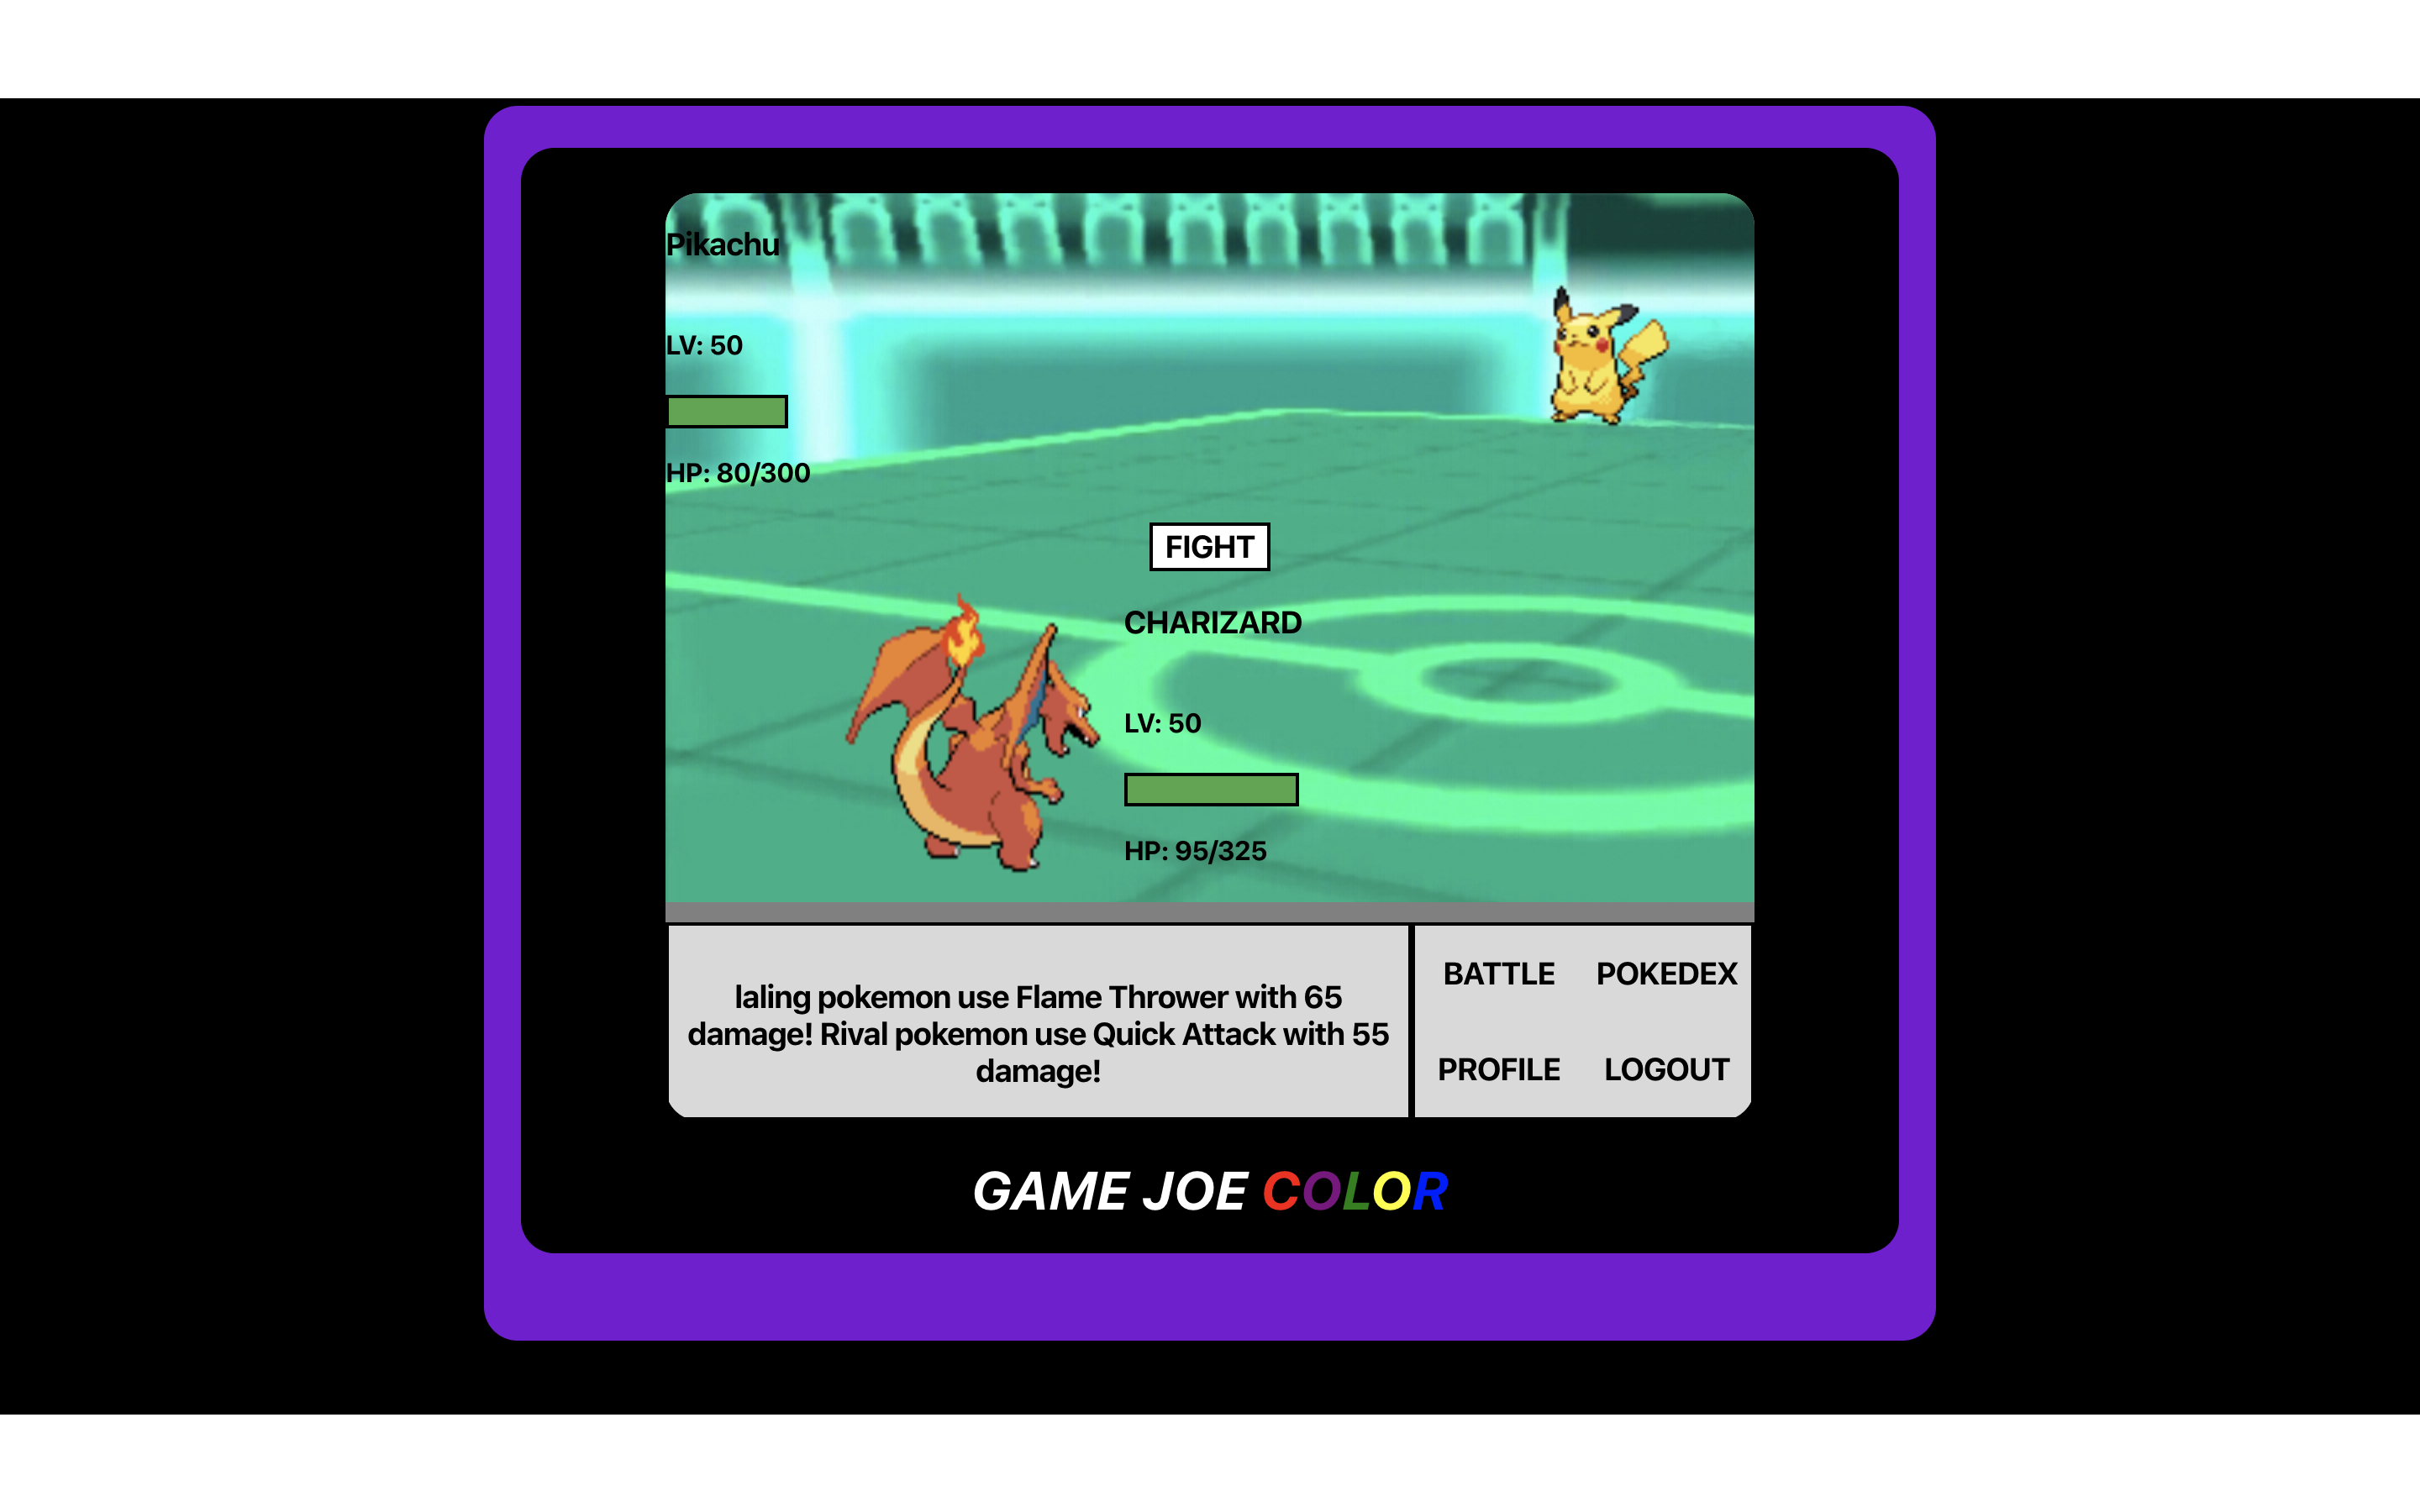 Pikachu
LV: 50
HP: 80/300
FIGHT
CHARIZARD
LV: 50
HP: 95/325
laling pokemon use Flame Thrower with 65
damage! Rival pokemon use Quick Attack with 55
damage!
BATTLE POKEDEX
PROFILE LOGOUT
GAME JOE COLOR